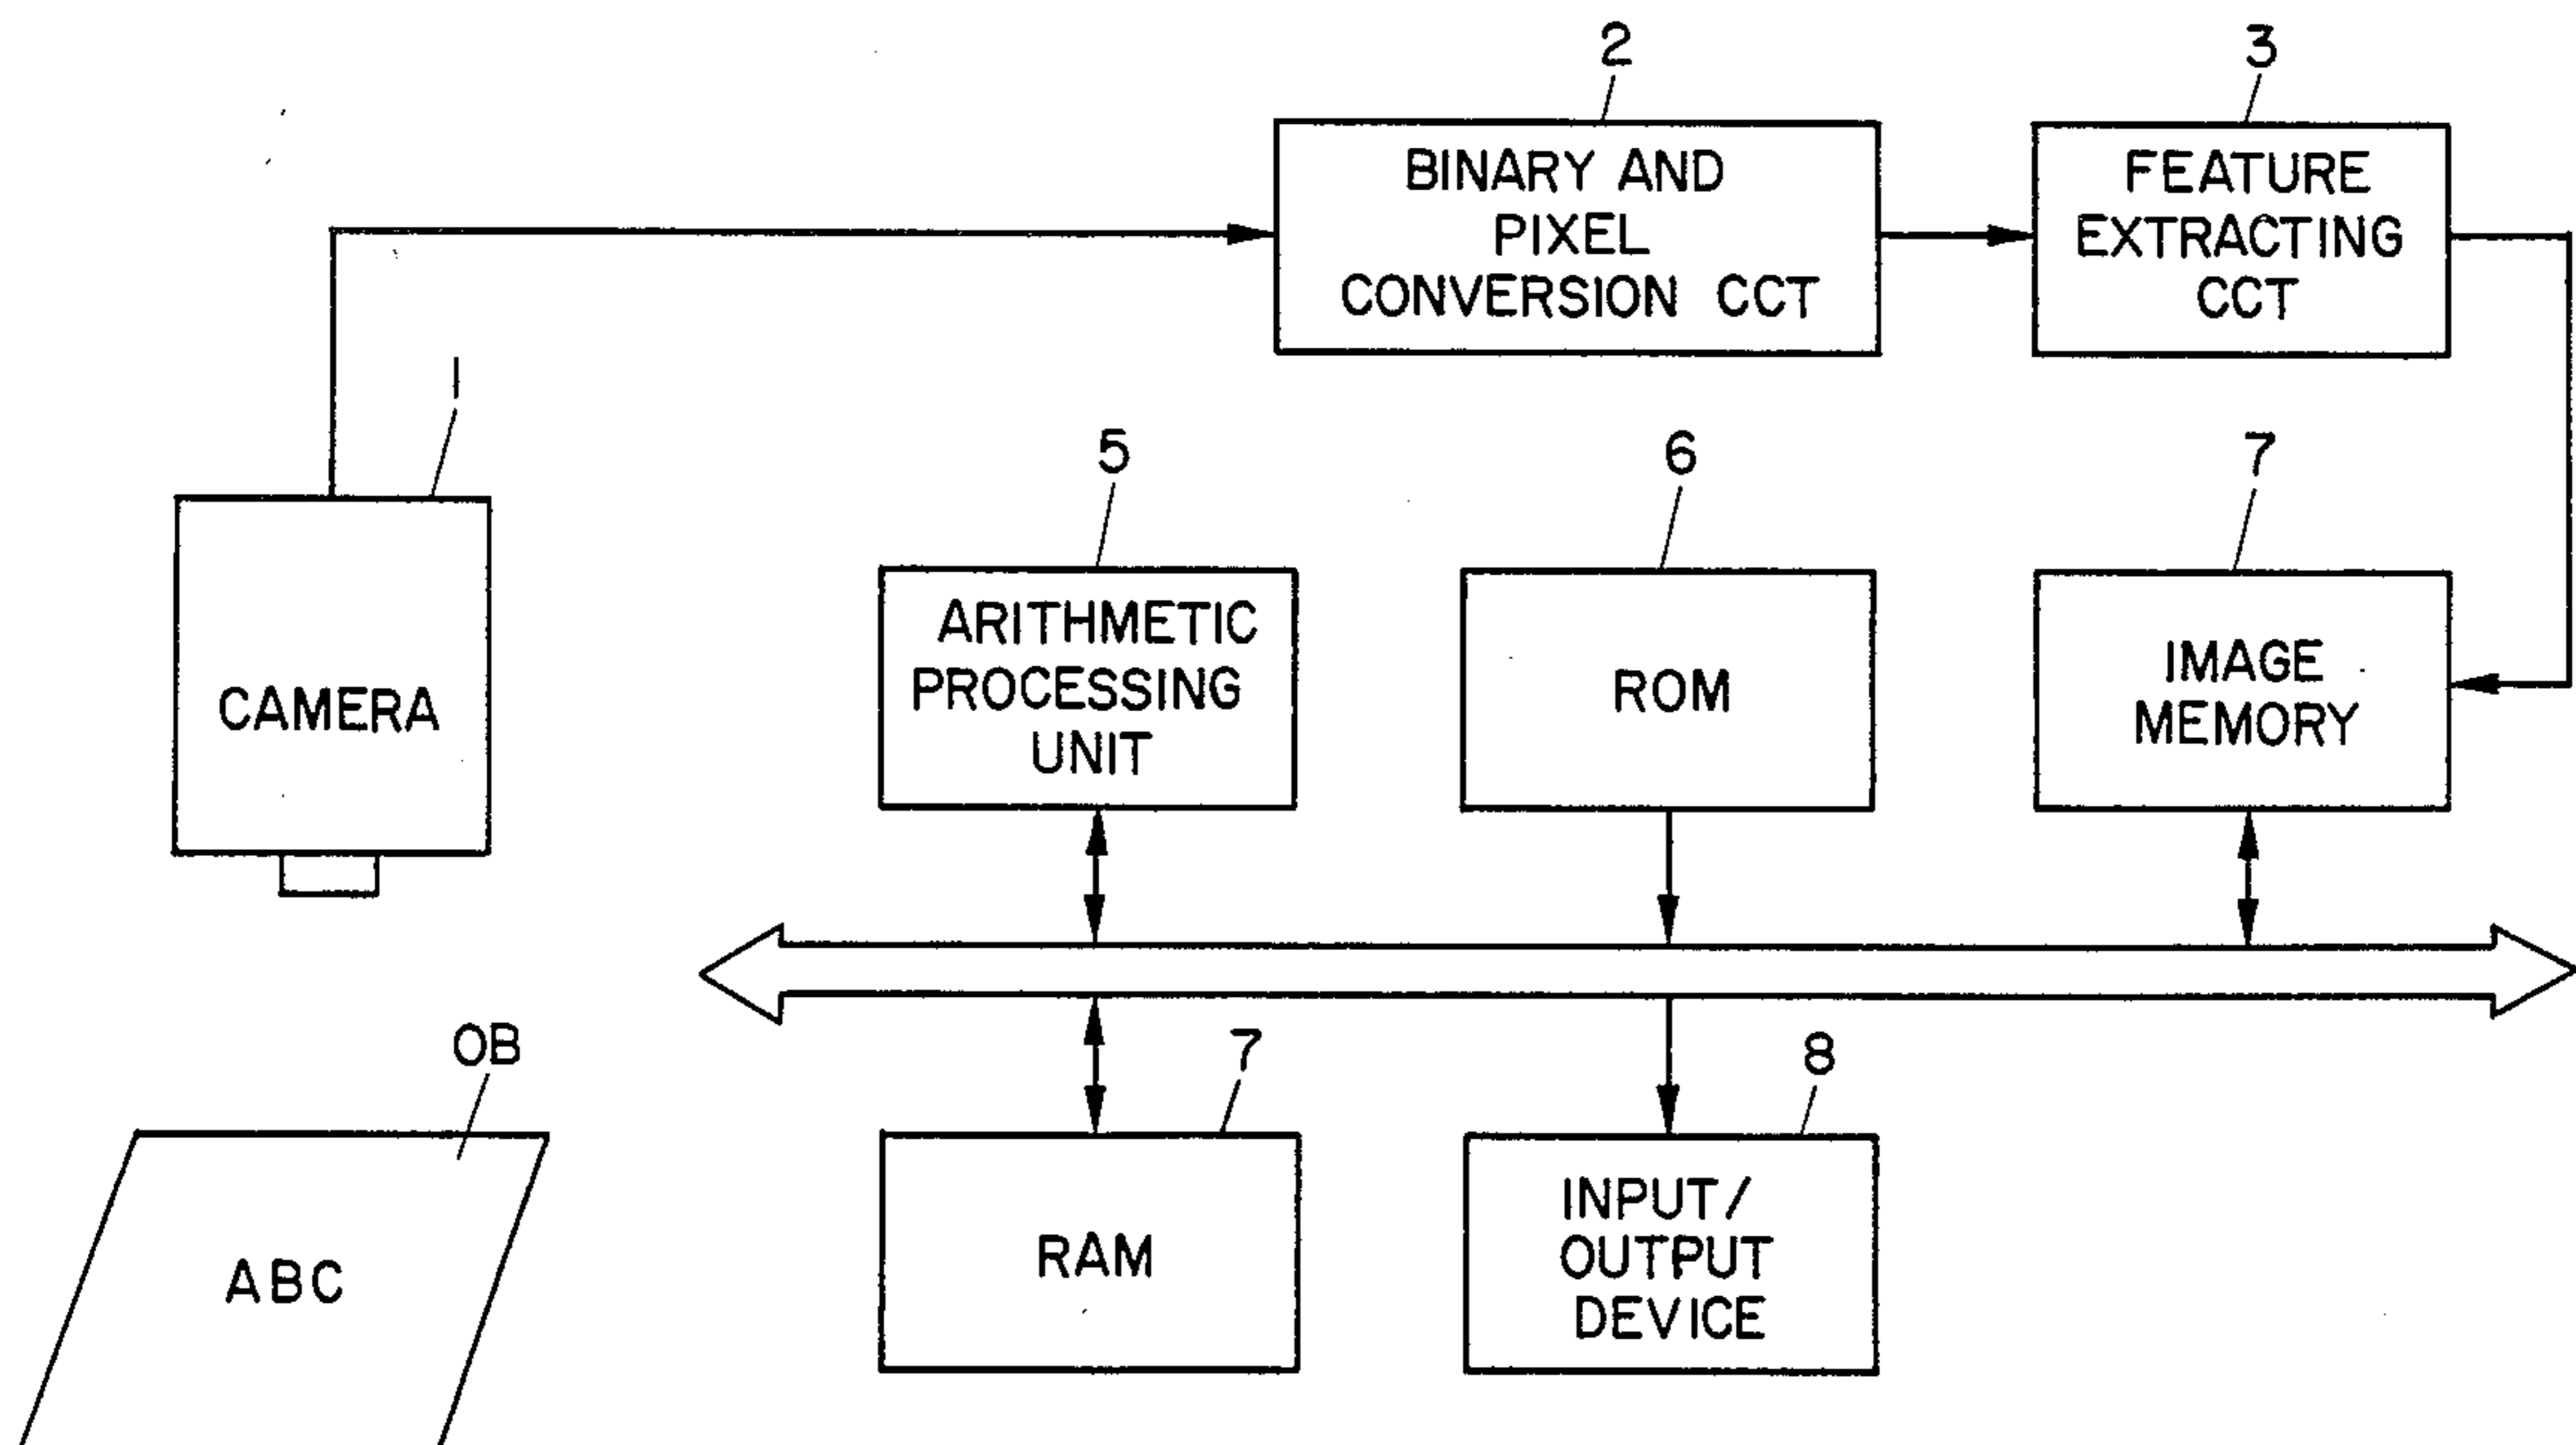 2
3
BINARY AND
PIXEL
CONVERSION CCT
FEATURE
EXTRACTING
CCT
1
5
6
7
CAMERA
ARITHMETIC
PROCESSING
UNIT
ROM
IMAGE
MEMORY
OB
7
8
ABC
RAM
INPUT/
OUTPUT
DEVICE